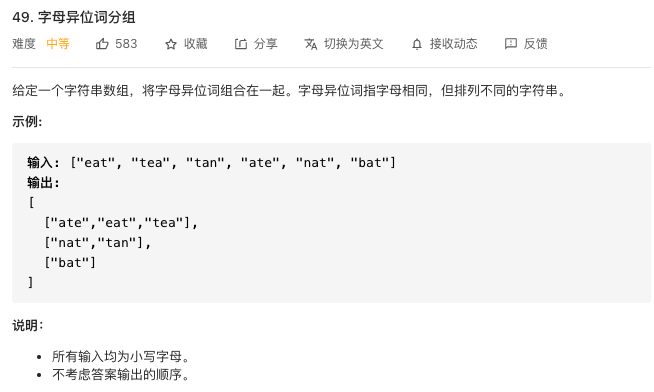 49. 字母异位词分组
难度 中等 583 收藏 分享 切换为英文 接收动态 反馈
给定一个字符串数组，将字母异位词组合在一起。字母异位词指字母相同，但排列不同的字符串。
示例:
输入: ["eat", "tea", "tan", "ate", "nat", "bat"]
输出:
[
  ["ate","eat","tea"],
  ["nat","tan"],
  ["bat"]
]
说明：
• 所有输入均为小写字母。
• 不考虑答案输出的顺序。